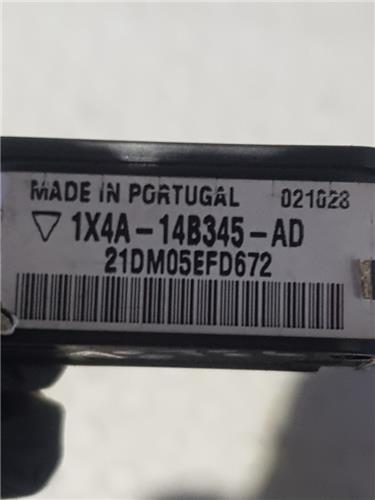 MADE IN PORTUGAL 021028
1X4A-14B345-AD
21DM05EFD672